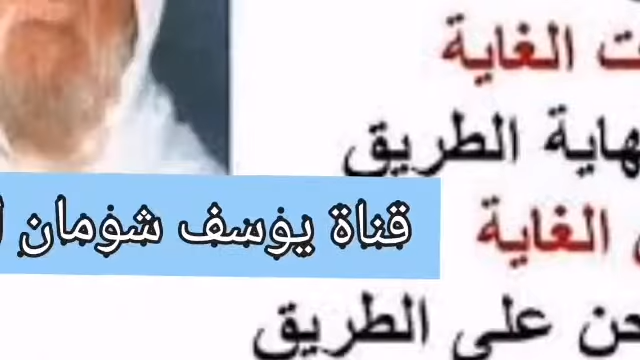 الغاية
الطريق
قناة يوسف شومان
الغاية
على الطريق